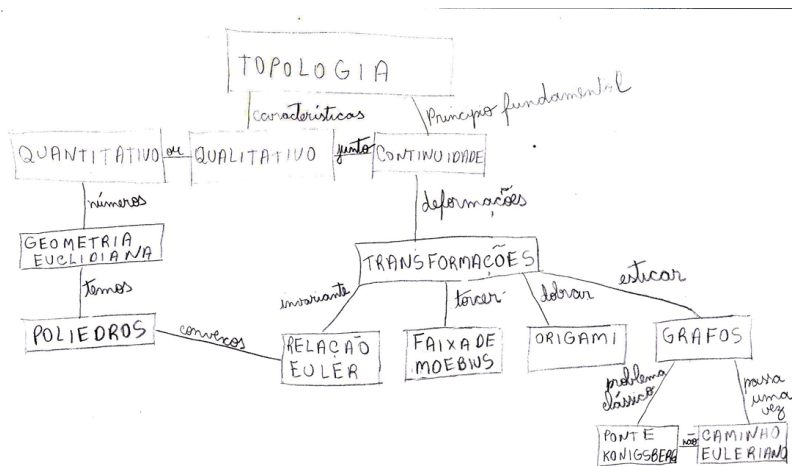 TOPOLOGIA
características
Principio fundamental
QUANTITATIVO
ou
QUALITATIVO
junto
CONTINUIDADE
números
deformações
GEOMETRIA
EUCLIDIANA
TRANSFORMAÇÕES
temos
invariante
torcer
dobrar
esticar
POLIEDROS
convexos
RELAÇÃO
EULER
FAIXA DE
MOEBIUS
ORIGAMI
GRAFOS
problema
clássico
passa
uma
vez
PONTE
KONIGSBERG
não
CAMINHO
EULERIANO